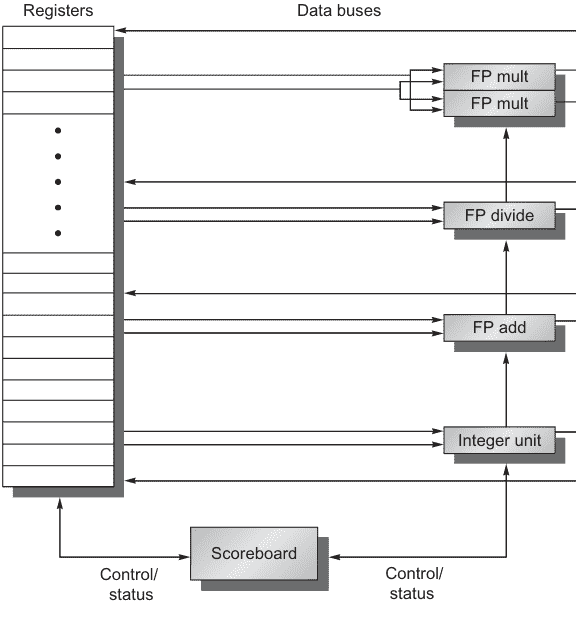 Registers
Data buses
FP mult
FP mult
FP divide
FP add
Integer unit
Scoreboard
Control/
status
Control/
status